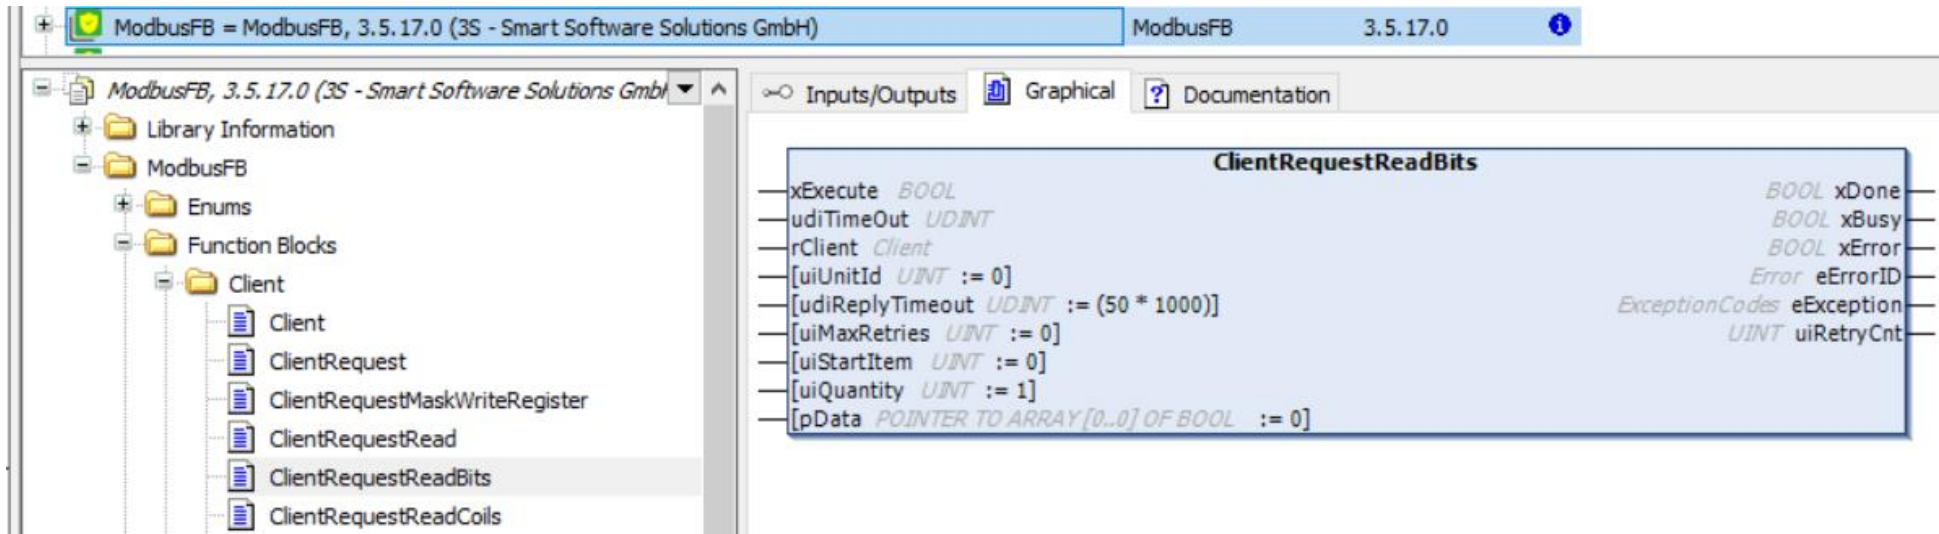 ModbusFB = ModbusFB, 3.5.17.0 (3S - Smart Software Solutions GmbH) ModbusFB 3.5.17.0
ModbusFB, 3.5.17.0 (3S - Smart Software Solutions
Library Information
ModbusFB
Enums
Function Blocks
Client
Client
ClientRequest
ClientRequestMaskWriteRegister
ClientRequestRead
ClientRequestReadBits
ClientRequestReadCoils
Inputs/Outputs Graphical Documentation
ClientRequestReadBits
xExecute BOOL BOOL xDone
udiTimeOut UDINT BOOL xBusy
rClient Client BOOL xError
[uiUnitId UINT := 0] Error eErrorID
[udiReplyTimeout UDINT := (50 * 1000)] ExceptionCodes eException
[uiMaxRetries UINT := 0] UINT uiRetryCnt
[uiStartItem UINT := 0]
[uiQuantity UINT := 1]
[pData POINTER TO ARRAY [0..0] OF BOOL := 0]